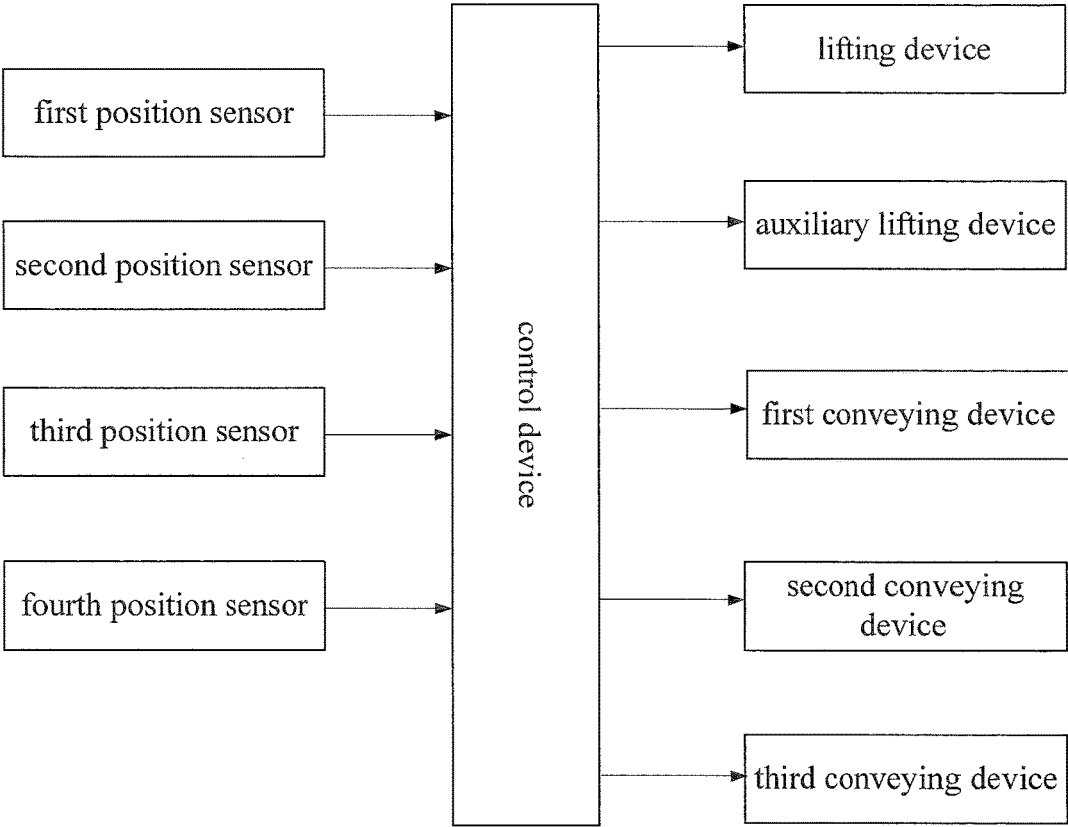 first position sensor
second position sensor
third position sensor
fourth position sensor
control device
lifting device
auxiliary lifting device
first conveying device
second conveying
device
third conveying device